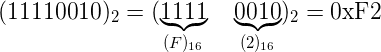 (11110010)₂ = (1111 0010)₂ = 0xF2
(F)₁₆ (2)₁₆